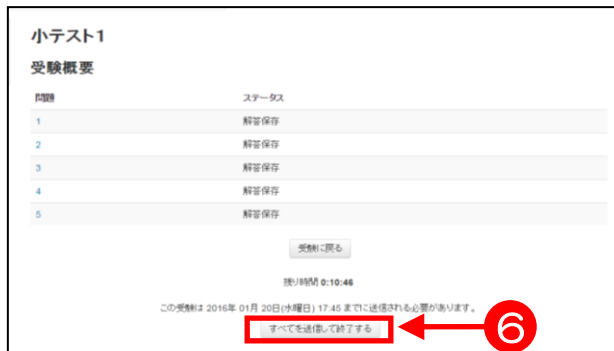 小テスト1
受験概要
問題 ステータス
1 解答保存
2 解答保存
3 解答保存
4 解答保存
5 解答保存
受験に戻る
残り時間 0:10:46
この受験は 2016年 01月 20日(水曜日) 17:45 までに送信される必要があります。
すべてを送信して終了する
6